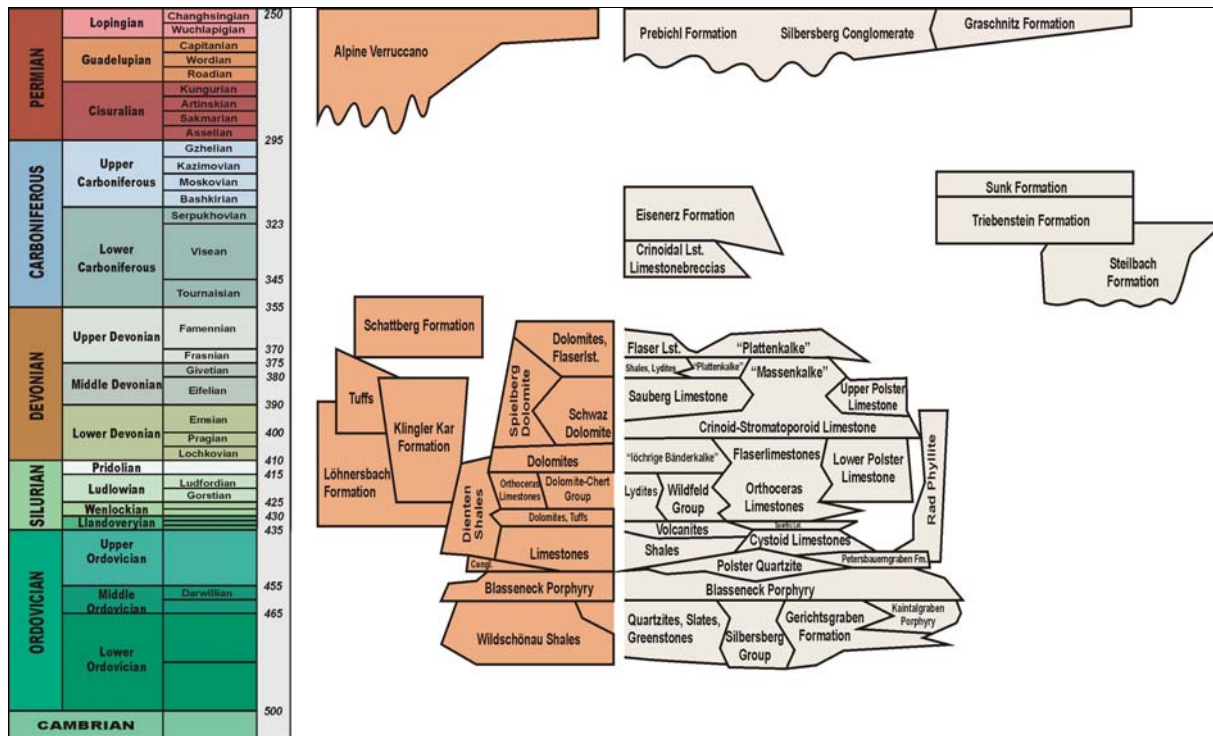 PERMIAN
Lopingian
Changhsingian
Wuchlapigian
Guadelupian
Capitanian
Wordian
Roadian
Cisuralian
Kungurian
Artinskian
Sakmarian
Asselian
CARBONIFEROUS
Upper
Carboniferous
Gzhelian
Kazimovian
Moskovian
Bashkirian
Lower
Carboniferous
Serpukhovian
Visean
Tournaisian
DEVONIAN
Upper Devonian
Famennian
Frasnian
Middle Devonian
Givetian
Eifelian
Lower Devonian
Emsian
Pragian
Lochkovian
SILURIAN
Pridolian
Ludlowian
Ludfordian
Gorstian
Wenlockian
Llandoveryian
ORDOVICIAN
Upper
Ordovician
Middle
Ordovician
Darwillian
Lower
Ordovician
CAMBRIAN
250
295
323
345
355
370
375
380
390
400
410
415
425
430
435
455
465
500
Alpine Verruccano
Schattberg Formation
Tuffs
Klingler Kar
Formation
Löhnersbach
Formation
Spielberg
Dolomite
Dolomites,
Flaserlst.
Schwaz
Dolomite
Dolomites
Dienten
Shales
Orthoceras
Limestones
Dolomite-Chert
Group
Dolomites, Tuffs
Limestones
Congl.
Blasseneck Porphyry
Wildschönau Shales
Prebichl Formation
Silbersberg Conglomerate
Graschnitz Formation
Eisenerz Formation
Crinoidal Lst.
Limestonebreccias
Sunk Formation
Triebenstein Formation
Steilbach
Formation
Flaser Lst.
"Plattenkalke"
Shales, Lydites
"Plattenkalke"
"Massenkalke"
Sauberg Limestone
Upper Polster
Limestone
Crinoid-Stromatoporoid Limestone
"löchrige Bänderkalke"
Flaserlimestones
Lower Polster
Limestone
Rad Phyllite
Lydites
Wildfeld
Group
Orthoceras
Limestones
Volcanites
Shales
Cystoid Limestones
Polster Quartzite
Petersbauerngraben Fm.
Blasseneck Porphyry
Quartzites, Slates,
Greenstones
Silbersberg
Group
Gerichtsgraben
Formation
Kaintalgraben
Porphyry